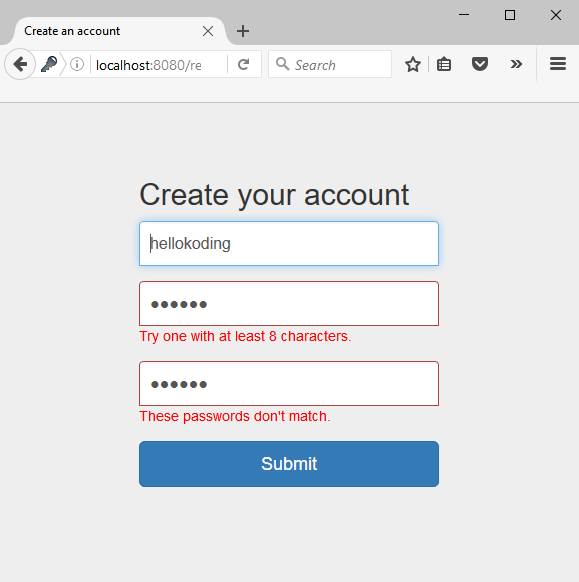 Create an account
localhost:8080/re
Search
Create your account
hellokoding
••••••
Try one with at least 8 characters.
••••••
These passwords don't match.
Submit